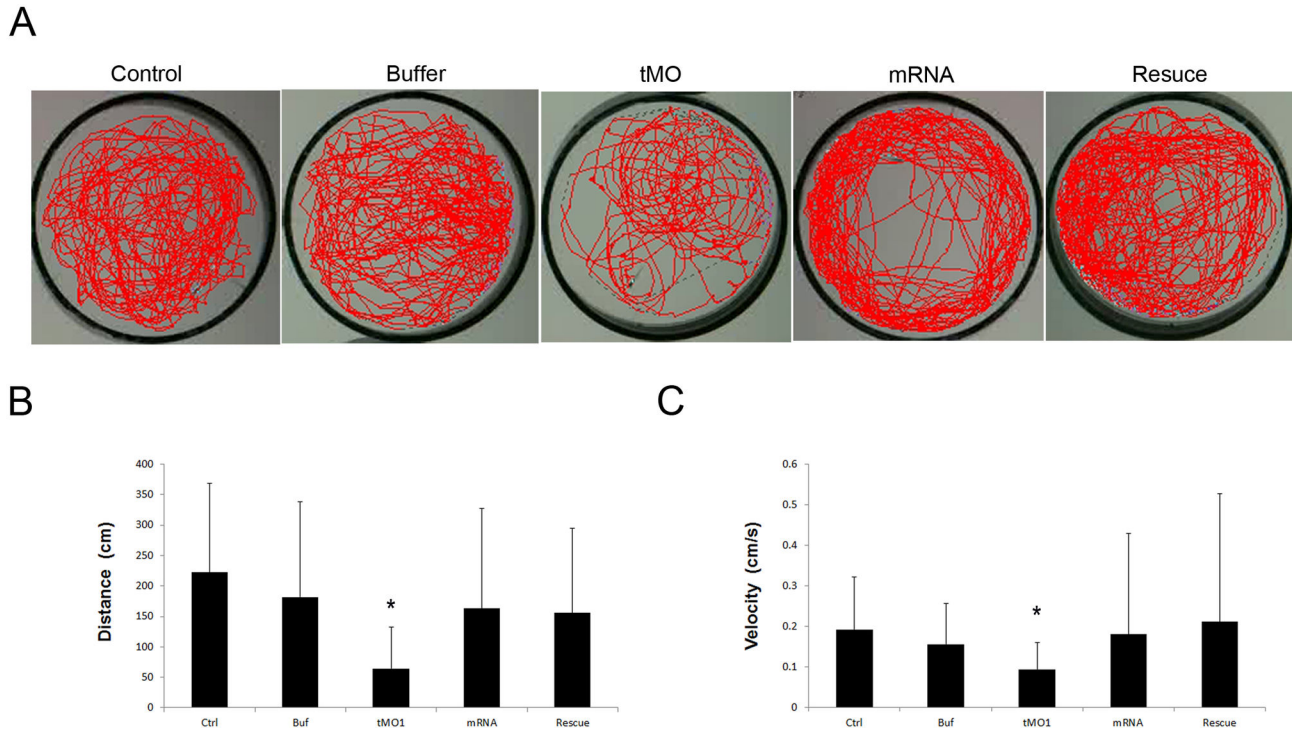 A
Control
Buffer
tMO
mRNA
Resuce
B
C
400
350
300
250
200
150
100
50
0
Distance (cm)
*
Ctrl
Buf
tMO1
mRNA
Rescue
0.6
0.5
0.4
0.3
0.2
0.1
0
Velocity (cm/s)
*
Ctrl
Buf
tMO1
mRNA
Rescue